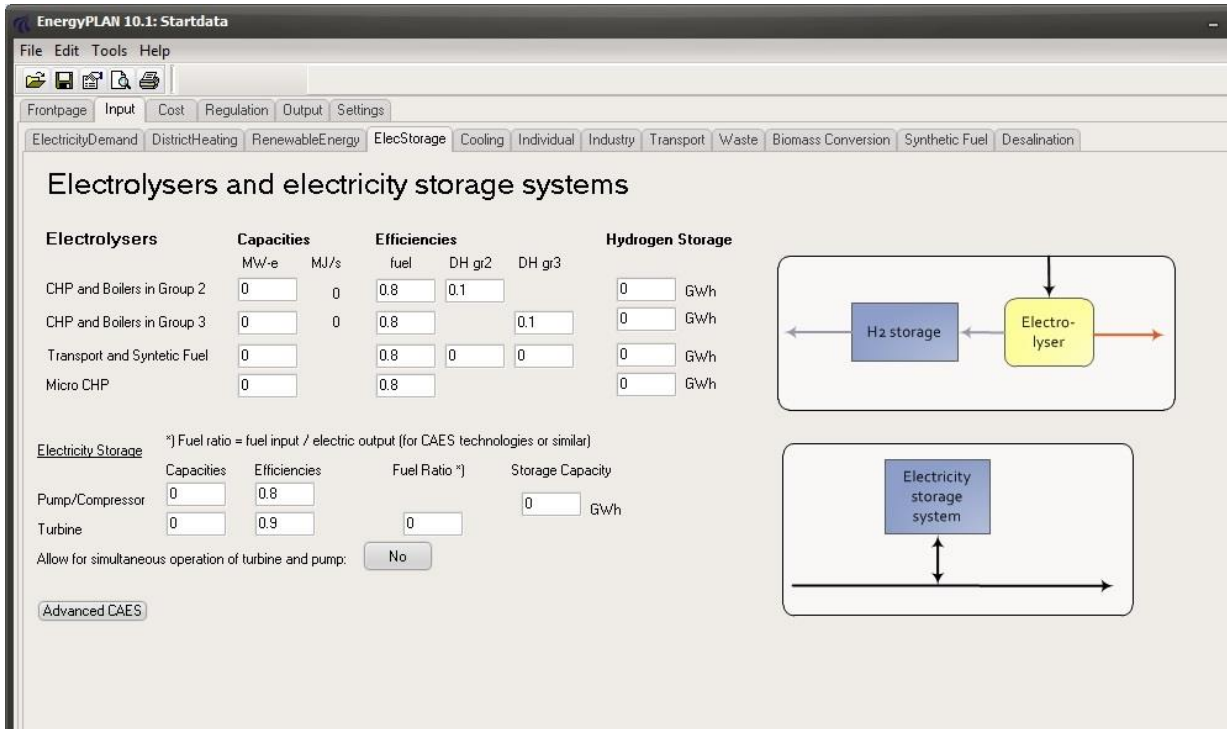 EnergyPLAN 10.1: Startdata
File Edit Tools Help
Frontpage Input Cost Regulation Output Settings
ElectricityDemand DistrictHeating RenewableEnergy ElecStorage Cooling Individual Industry Transport Waste Biomass Conversion Synthetic Fuel Desalination
Electrolysers and electricity storage systems
Electrolysers Capacities Efficiencies Hydrogen Storage
MW-e MJ/s fuel DH gr2 DH gr3
CHP and Boilers in Group 2 0 0 0.8 0.1 0 GWh
CHP and Boilers in Group 3 0 0 0.8 0.1 0 GWh
Transport and Syntetic Fuel 0 0.8 0 0 0 GWh
Micro CHP 0 0.8 0 GWh
H2 storage
Electro-
lyser
*) Fuel ratio = fuel input / electric output (for CAES technologies or similar)
Electricity Storage
Capacities Efficiencies Fuel Ratio *) Storage Capacity
Pump/Compressor 0 0.8 0 GWh
Turbine 0 0.9 0
Allow for simultaneous operation of turbine and pump: No
Advanced CAES
Electricity
storage
system